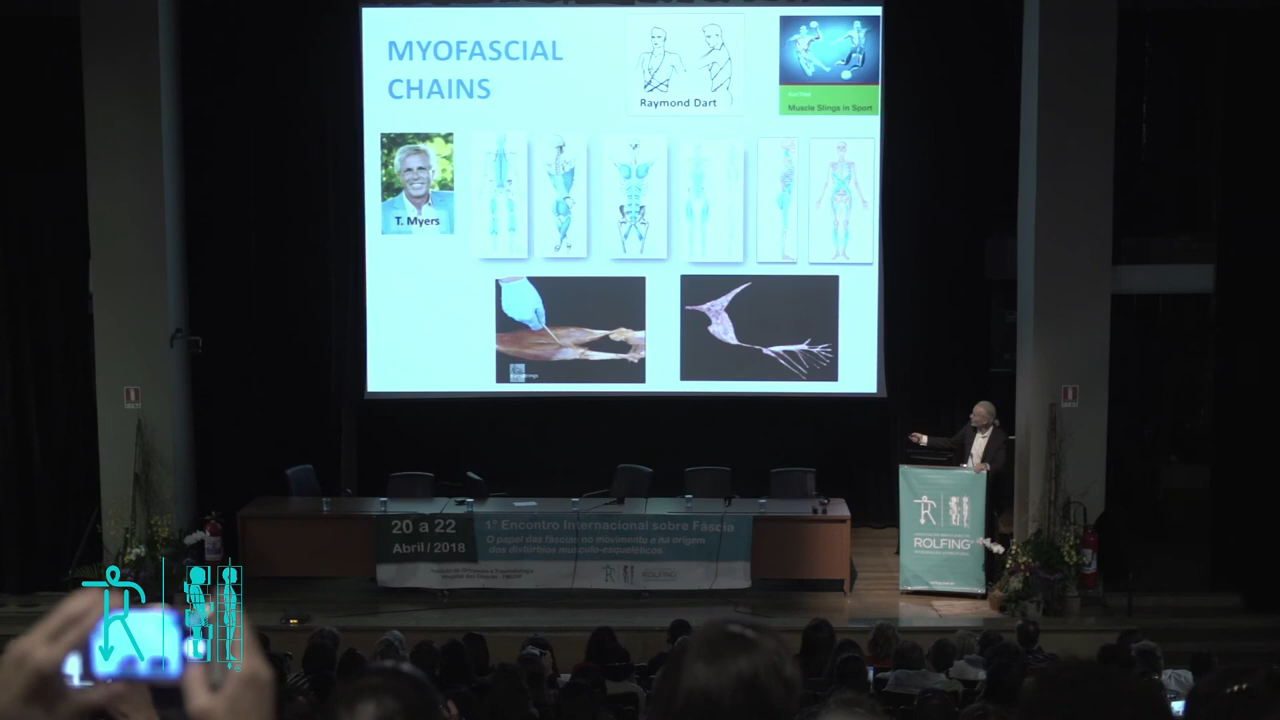 MYOFASCIAL
CHAINS
Raymond Dart
Muscle Slings in Sport
T. Myers
20 a 22
Abril / 2018
1º Encontro Internacional sobre Fáscia
O papel das fáscias no movimento e na origem
dos distúrbios músculo-esqueléticos
ROLFING
ROLFING